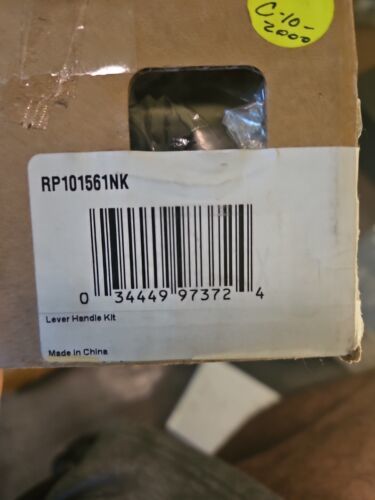 C-10-
2000
RP101561NK
0 34449 97372 4
Lever Handle Kit
Made in China